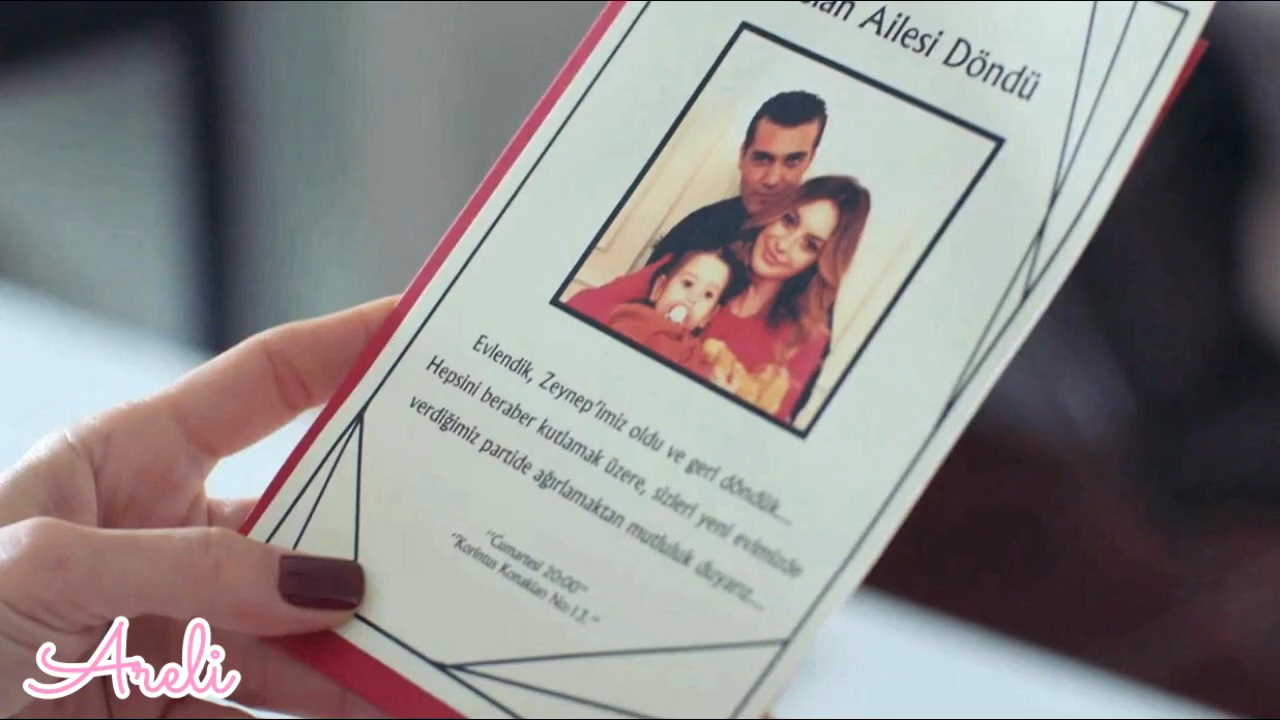 Ailesi Döndü
Evlendik, Zeynep'imiz oldu ve geri döndük...
Hepsini beraber kutlamak üzere, sizleri yeni evimizde
verdiğimiz partide ağırlamaktan mutluluk duyarız...
"Cumartesi 20:00"
"Korintus Konakları No:
Areli